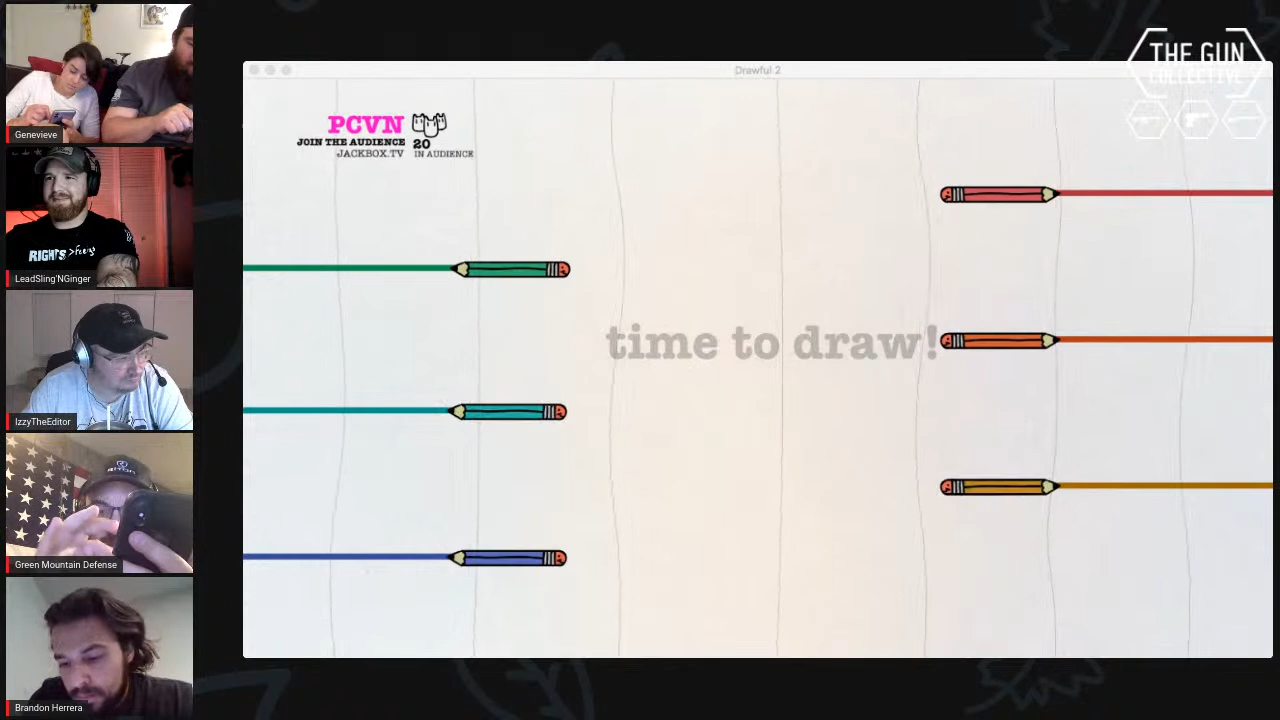 Drawful 2
THE GUN
COLLECTIVE
PCVN
JOIN THE AUDIENCE
JACKBOX.TV
20
IN AUDIENCE
time to draw!
Genevieve
RIGHTS > Feelings
LeadSling'NGinger
IzzyTheEditor
Green Mountain Defense
Brandon Herrera